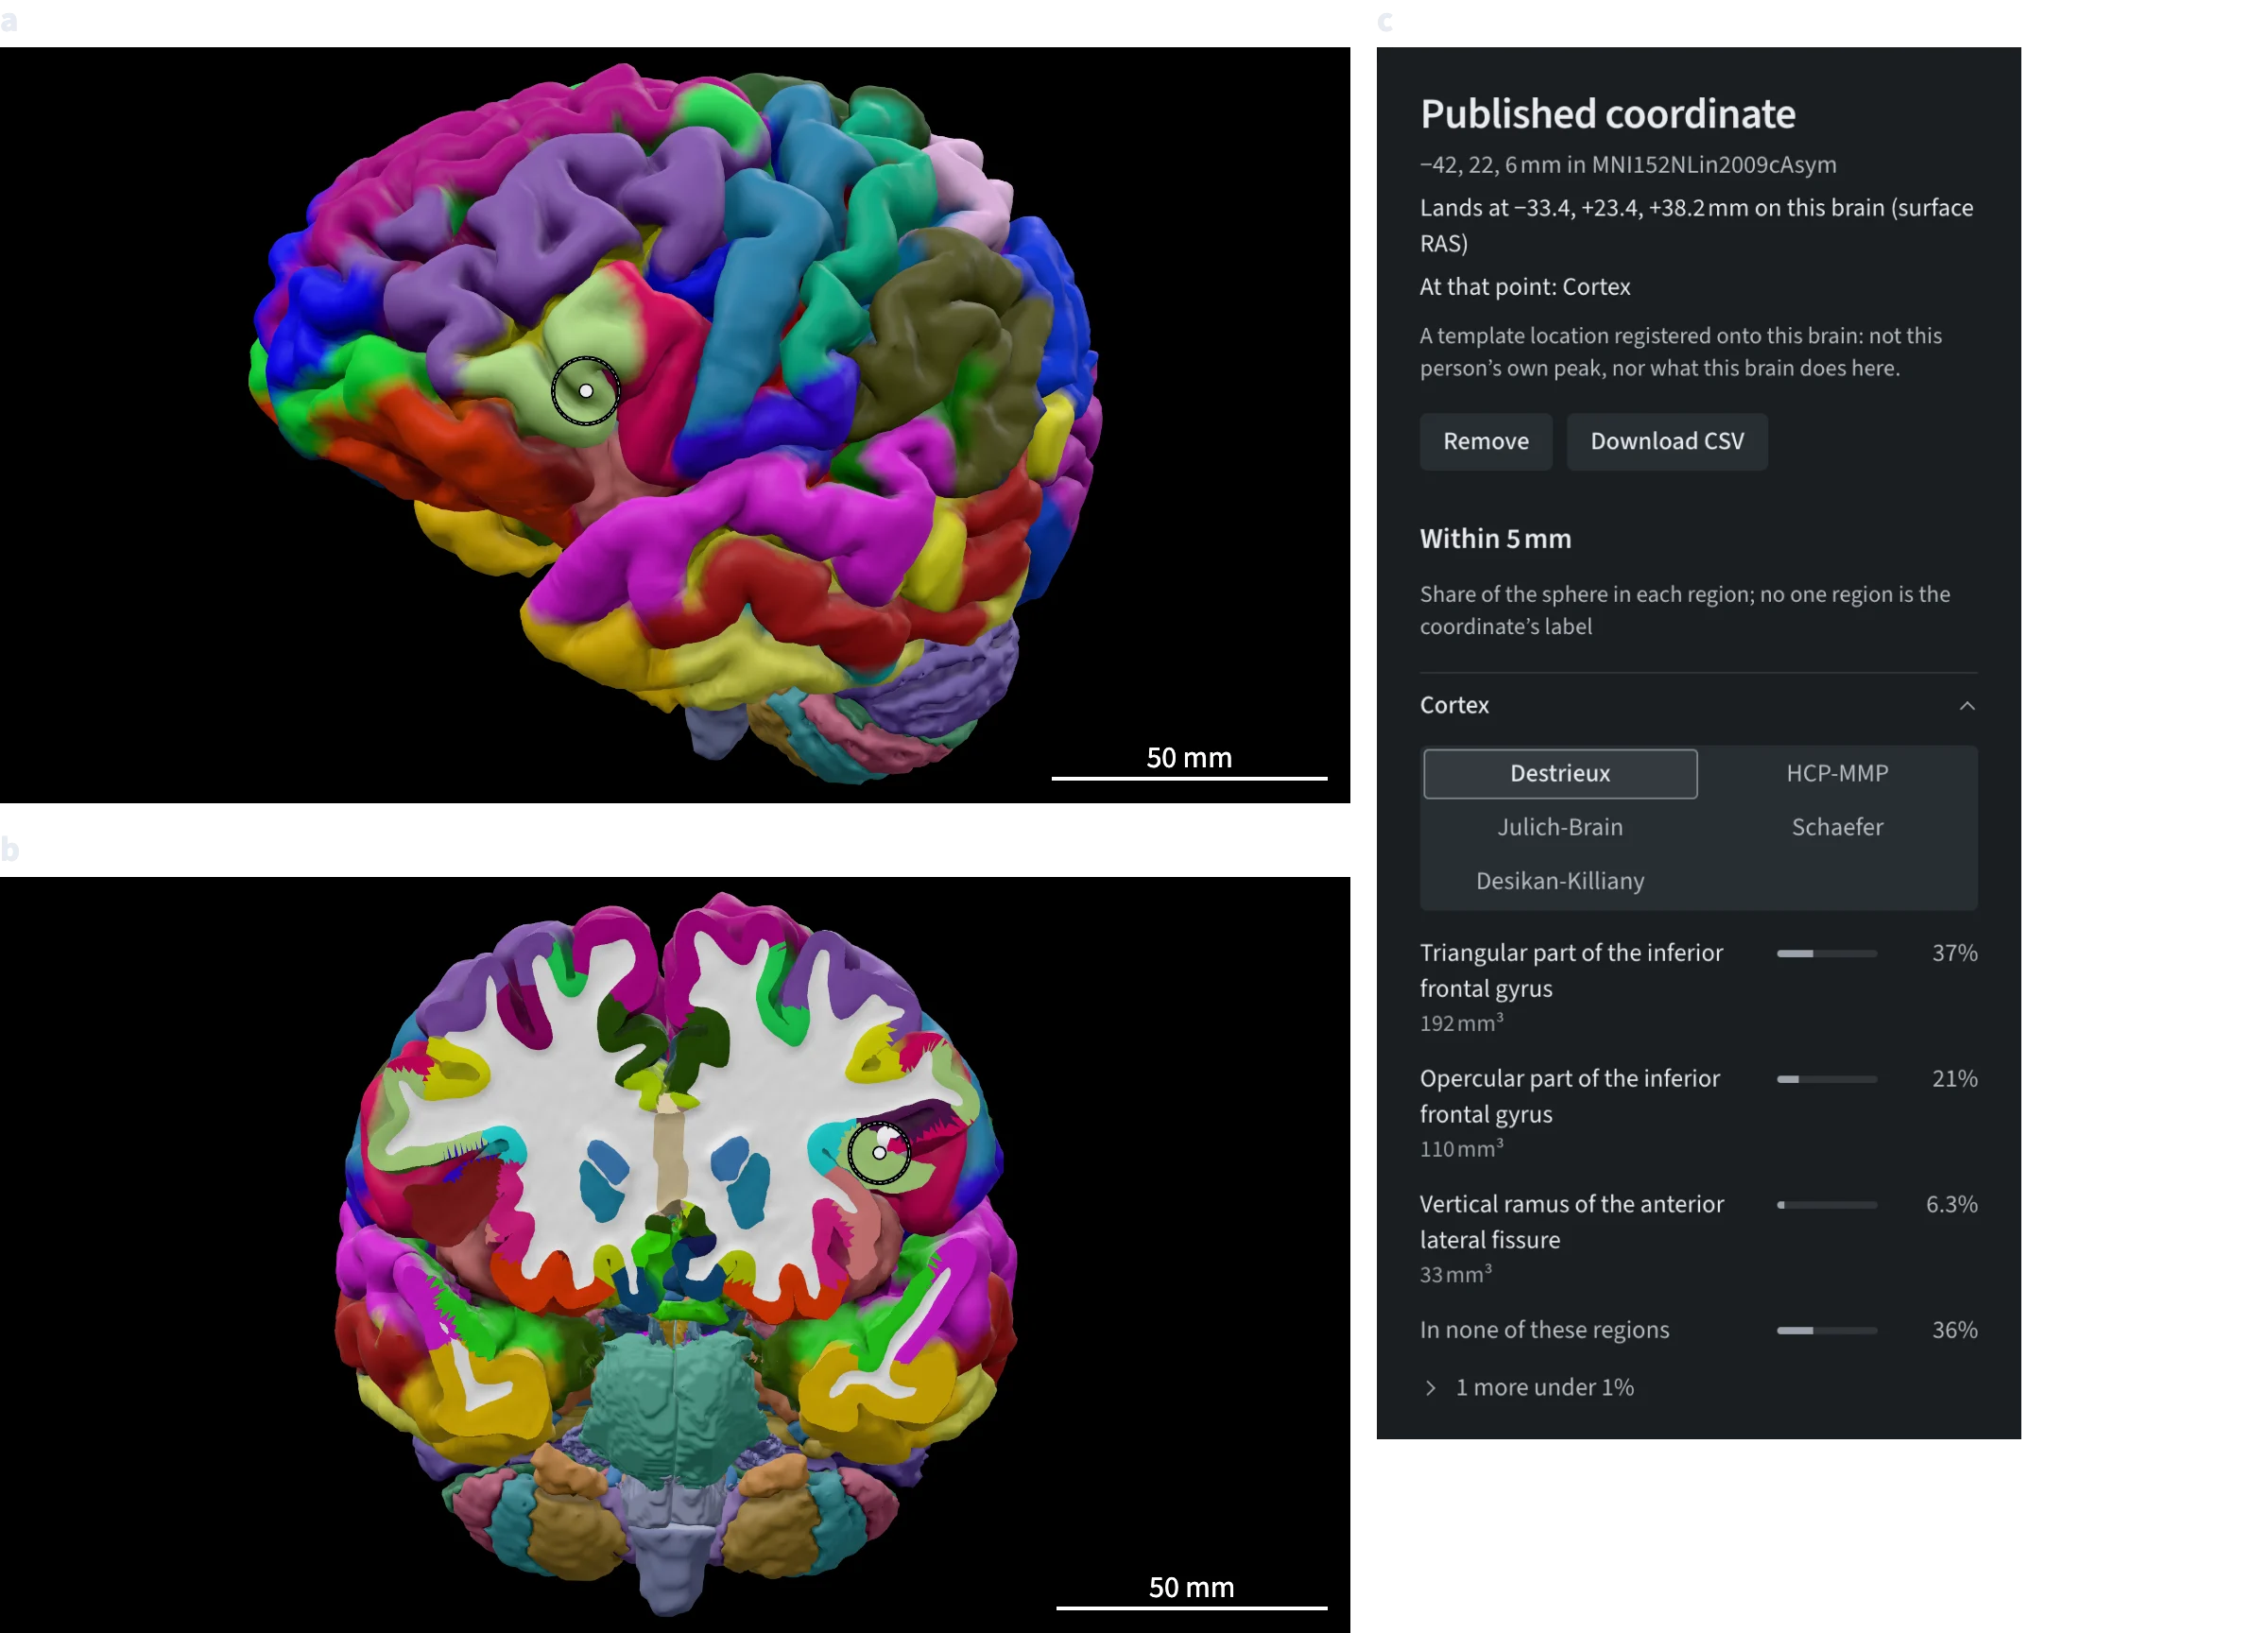 a
50 mm
b
50 mm
c
Published coordinate
−42, 22, 6 mm in MNI152NLin2009cAsym
Lands at −33.4, +23.4, +38.2 mm on this brain (surface
RAS)
At that point: Cortex
A template location registered onto this brain: not this
person’s own peak, nor what this brain does here.
Remove
Download CSV
Within 5 mm
Share of the sphere in each region; no one region is the
coordinate’s label
Cortex
Destrieux
HCP-MMP
Julich-Brain
Schaefer
Desikan-Killiany
Triangular part of the inferior 37%
frontal gyrus
192 mm³
Opercular part of the inferior 21%
frontal gyrus
110 mm³
Vertical ramus of the anterior 6.3%
lateral fissure
33 mm³
In none of these regions 36%
1 more under 1%